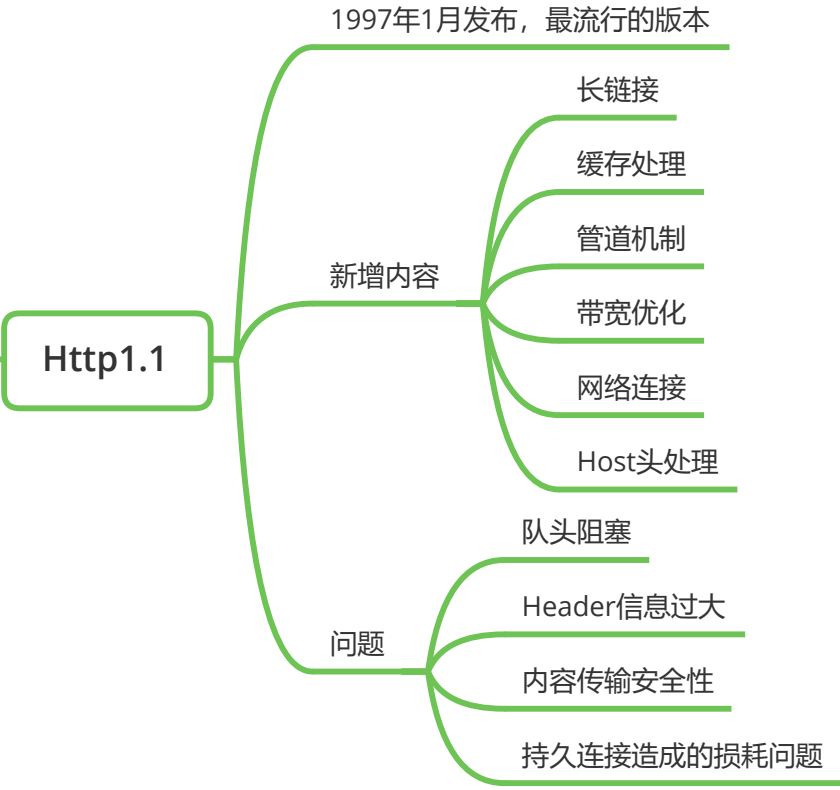 1997年1月发布，最流行的版本
长链接
缓存处理
管道机制
新增内容
带宽优化
Http1.1
网络连接
Host头处理
队头阻塞
Header信息过大
问题
内容传输安全性
持久连接造成的损耗问题